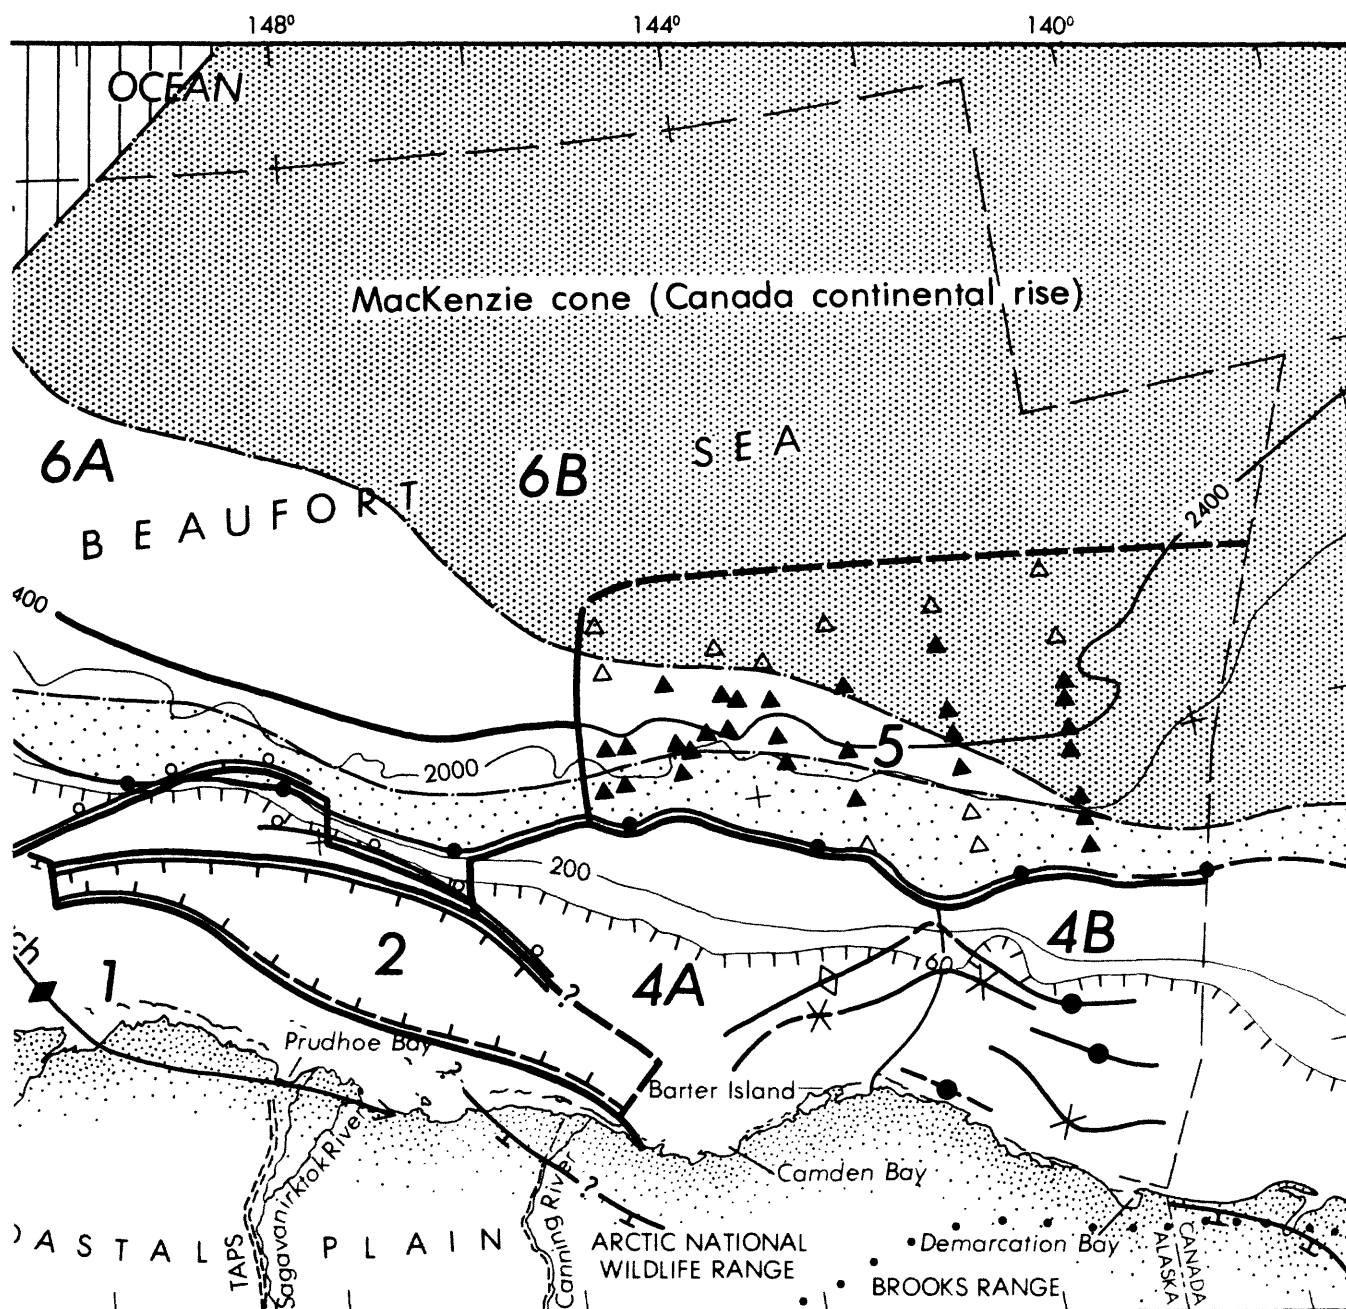 148°
144°
140°
OCEAN
MacKenzie cone (Canada continental rise)
SEA
6A
6B
BEAUFORT
2400
400
5
2000
200
4B
60
2
4A
ch
1
?
Prudhoe Bay
?
Barter Island
Camden Bay
Sagavanirktok River
Canning River
?
TAPS
OASTAL PLAIN
ARCTIC NATIONAL
WILDLIFE RANGE
Demarcation Bay
BROOKS RANGE
CANADA
ALASKA